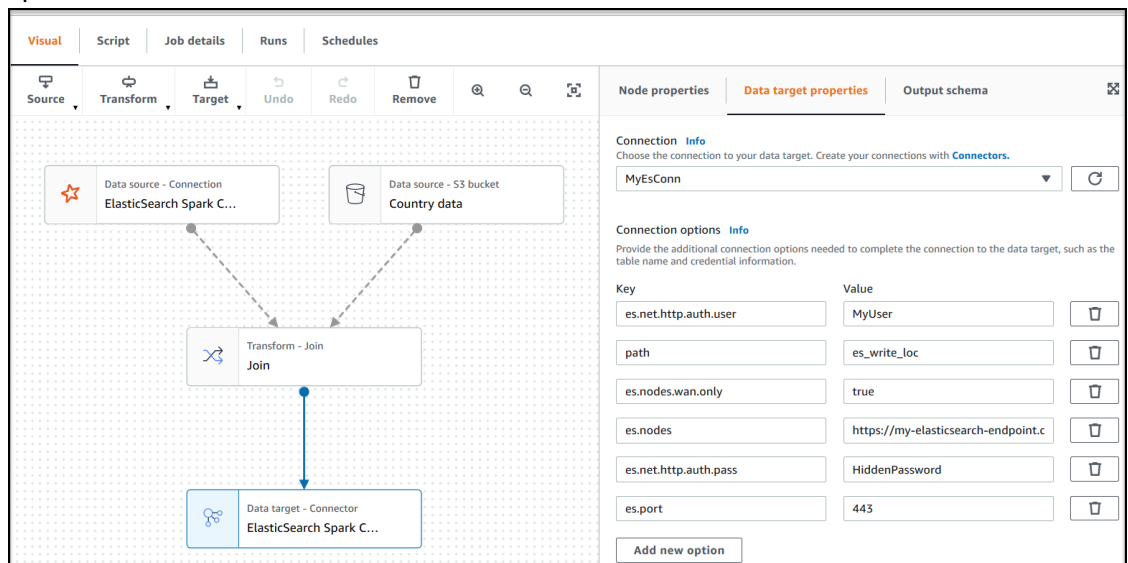 Visual Script Job details Runs Schedules
Source Transform Target Undo Redo Remove
Node properties Data target properties Output schema
Connection Info
Choose the connection to your data target. Create your connections with Connectors.
MyEsConn
Data source - Connection
ElasticSearch Spark C...
Data source - S3 bucket
Country data
Connection options Info
Provide the additional connection options needed to complete the connection to the data target, such as the
table name and credential information.
Key Value
es.net.http.auth.user MyUser
path es_write_loc
es.nodes.wan.only true
es.nodes https://my-elasticsearch-endpoint.c
es.net.http.auth.pass HiddenPassword
es.port 443
Add new option
Transform - Join
Join
Data target - Connector
ElasticSearch Spark C...